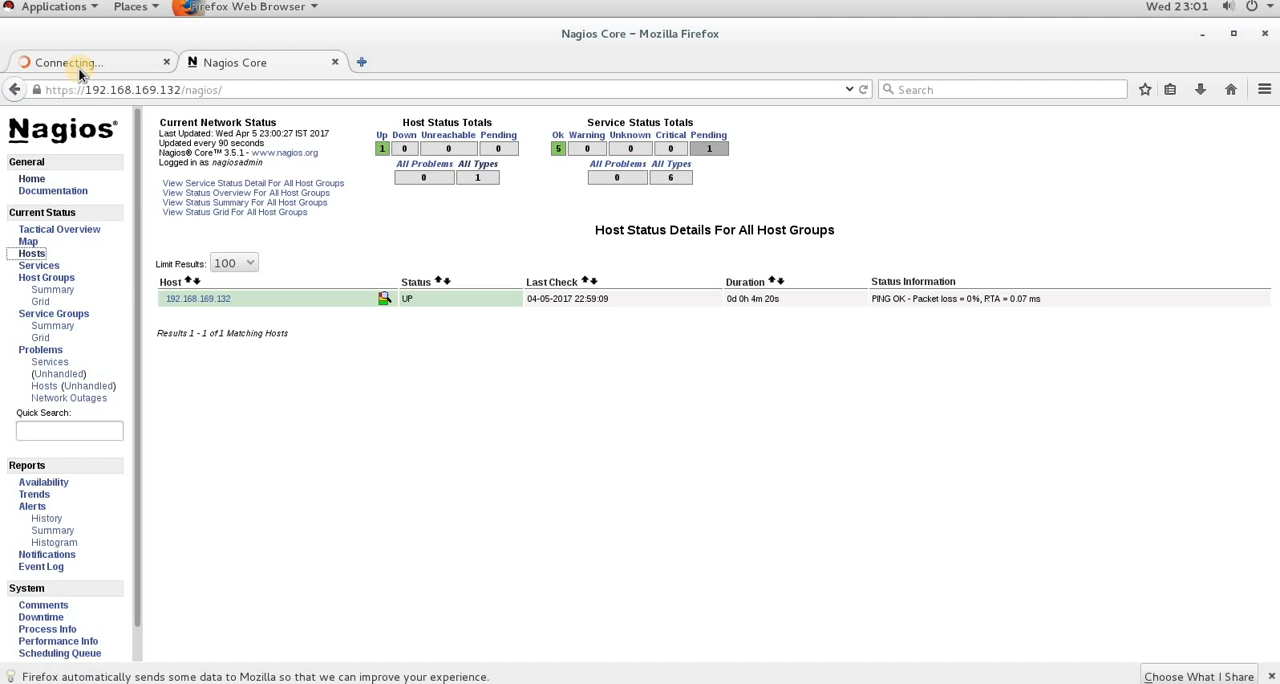 Applications Places Firefox Web Browser Wed 23:01
Nagios Core - Mozilla Firefox
Connecting... Nagios Core
https://192.168.169.132/nagios/ Search
Nagios®
General
Home
Documentation
Current Status
Tactical Overview
Map
Hosts
Services
Host Groups
Summary
Grid
Service Groups
Summary
Grid
Problems
Services
(Unhandled)
Hosts (Unhandled)
Network Outages
Quick Search:
Reports
Availability
Trends
Alerts
History
Summary
Histogram
Notifications
Event Log
System
Comments
Downtime
Process Info
Performance Info
Scheduling Queue
Current Network Status
Last Updated: Wed Apr 5 23:00:27 IST 2017
Updated every 90 seconds
Nagios® Core™ 3.5.1 - www.nagios.org
Logged in as nagiosadmin
View Service Status Detail For All Host Groups
View Status Overview For All Host Groups
View Status Summary For All Host Groups
View Status Grid For All Host Groups
Host Status Totals
Up Down Unreachable Pending
1 0 0 0
All Problems All Types
0 1
Service Status Totals
Ok Warning Unknown Critical Pending
5 0 0 0 1
All Problems All Types
0 6
Host Status Details For All Host Groups
Limit Results: 100
Host Status Last Check Duration Status Information
192.168.169.132 UP 04-05-2017 22:59:09 0d 0h 4m 20s PING OK - Packet loss = 0%, RTA = 0.07 ms
Results 1 - 1 of 1 Matching Hosts
Firefox automatically sends some data to Mozilla so that we can improve your experience. Choose What I Share